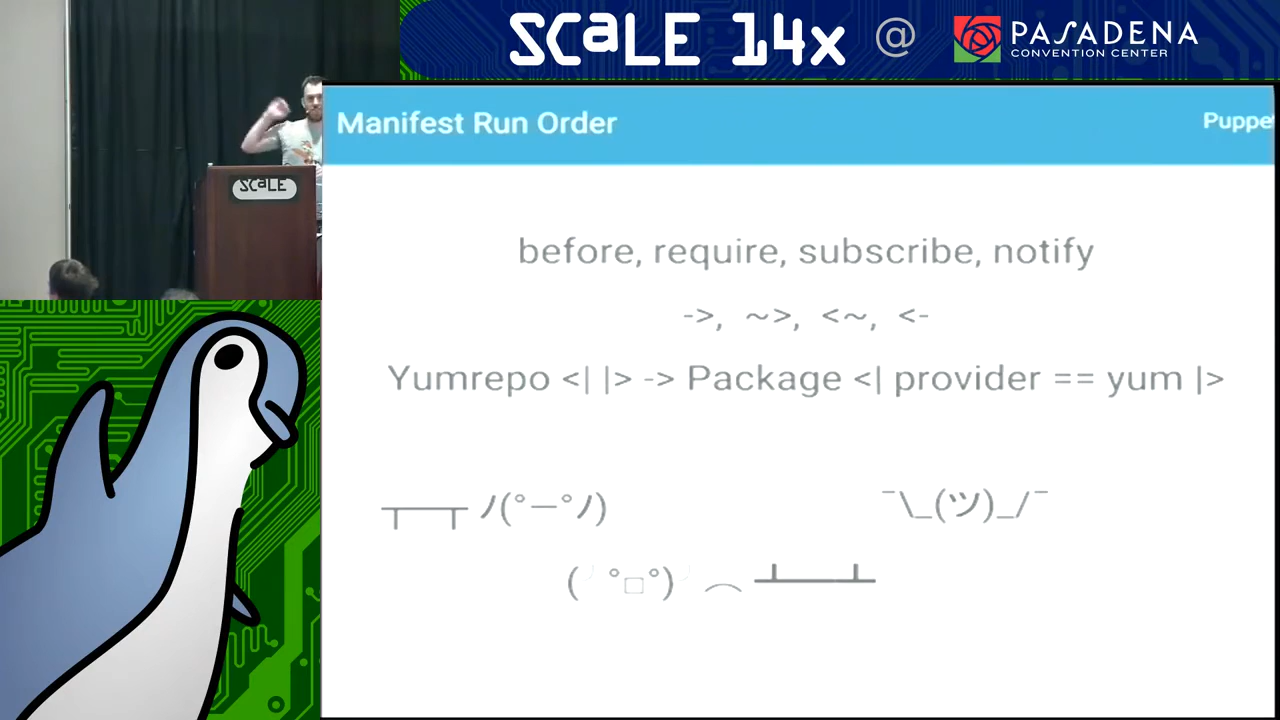 SCaLE 14x @ PASADENA
CONVENTION CENTER
SCaLE
Manifest Run Order
Puppe
before, require, subscribe, notify
->, ~>, <~, <-
Yumrepo <| |> -> Package <| provider == yum |>
┬─┬ ノ(°—°ノ)
¯\_(ツ)_/¯
(╯°□°)╯︵ ┻━┻